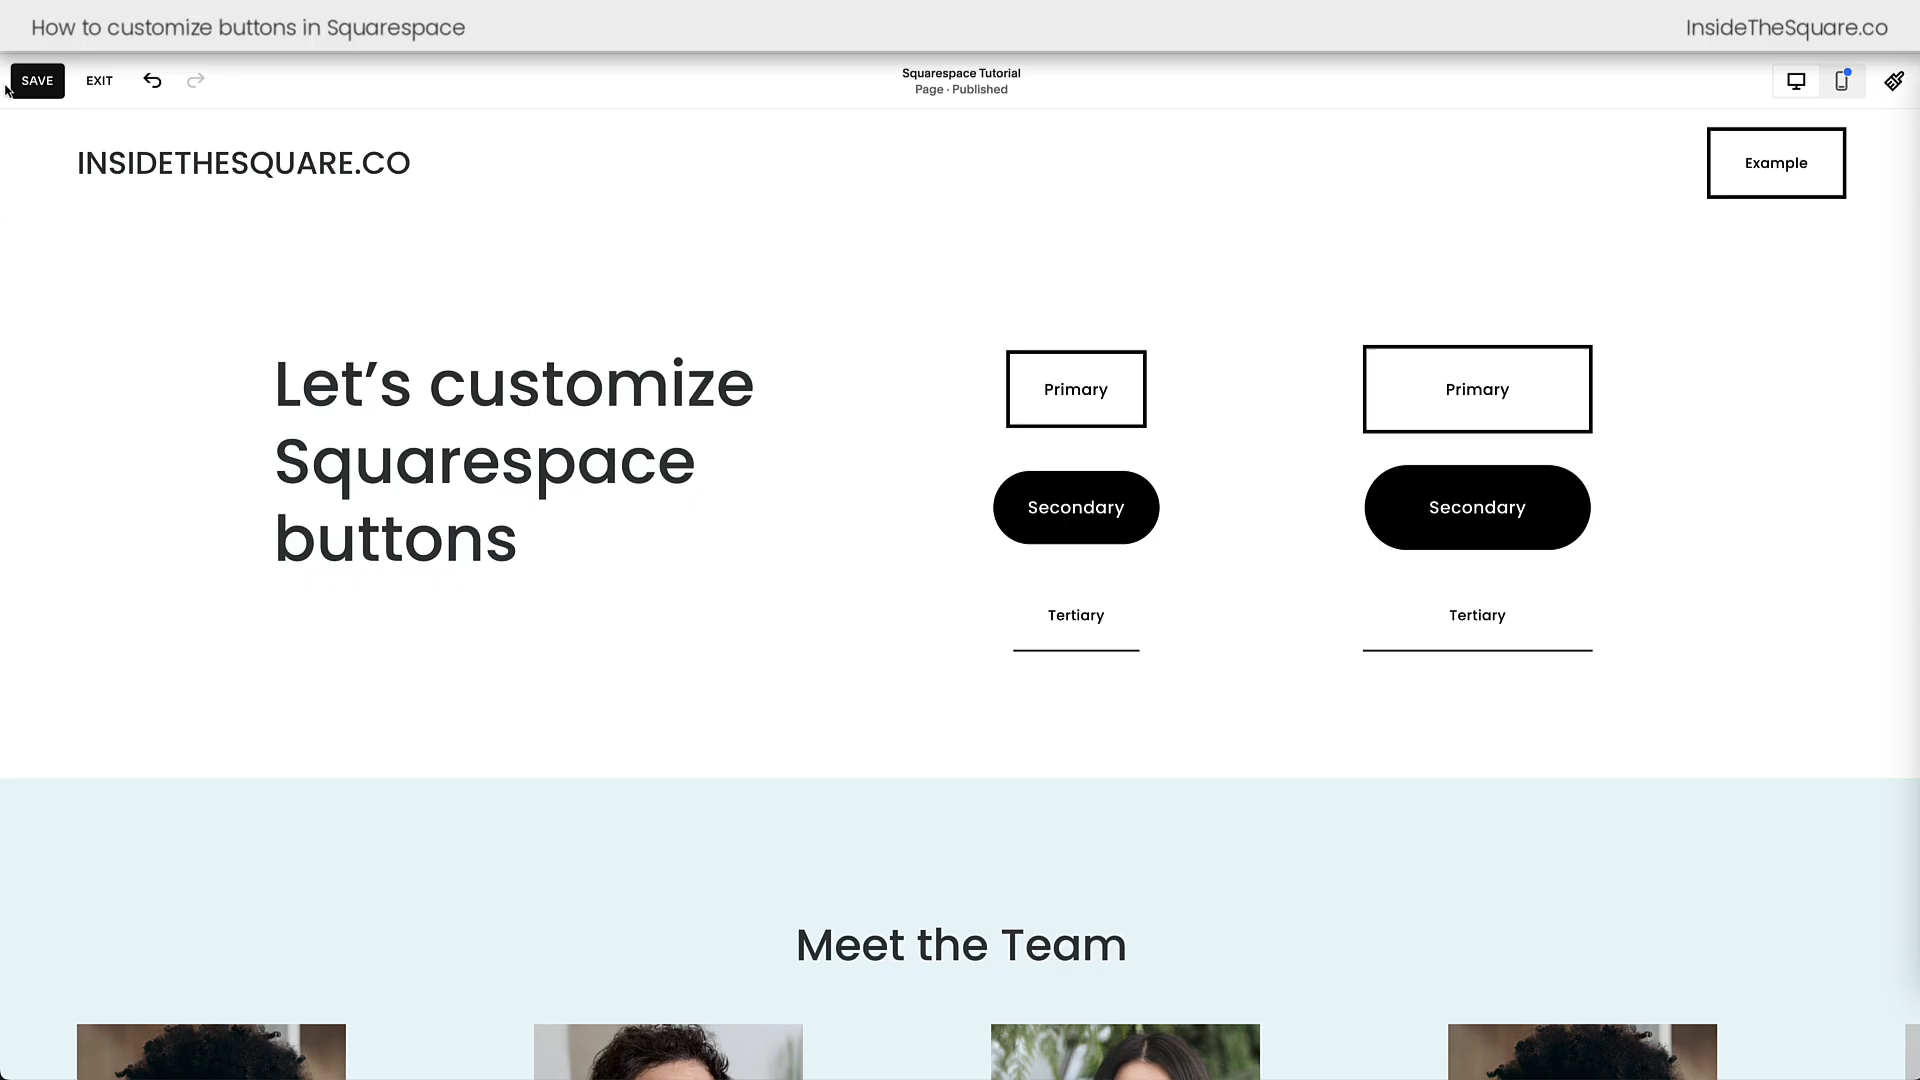 How to customize buttons in Squarespace
InsideTheSquare.co
SAVE
EXIT
Squarespace Tutorial
Page · Published
INSIDETHESQUARE.CO
Example
Let’s customize
Squarespace
buttons
Primary
Primary
Secondary
Secondary
Tertiary
Tertiary
Meet the Team